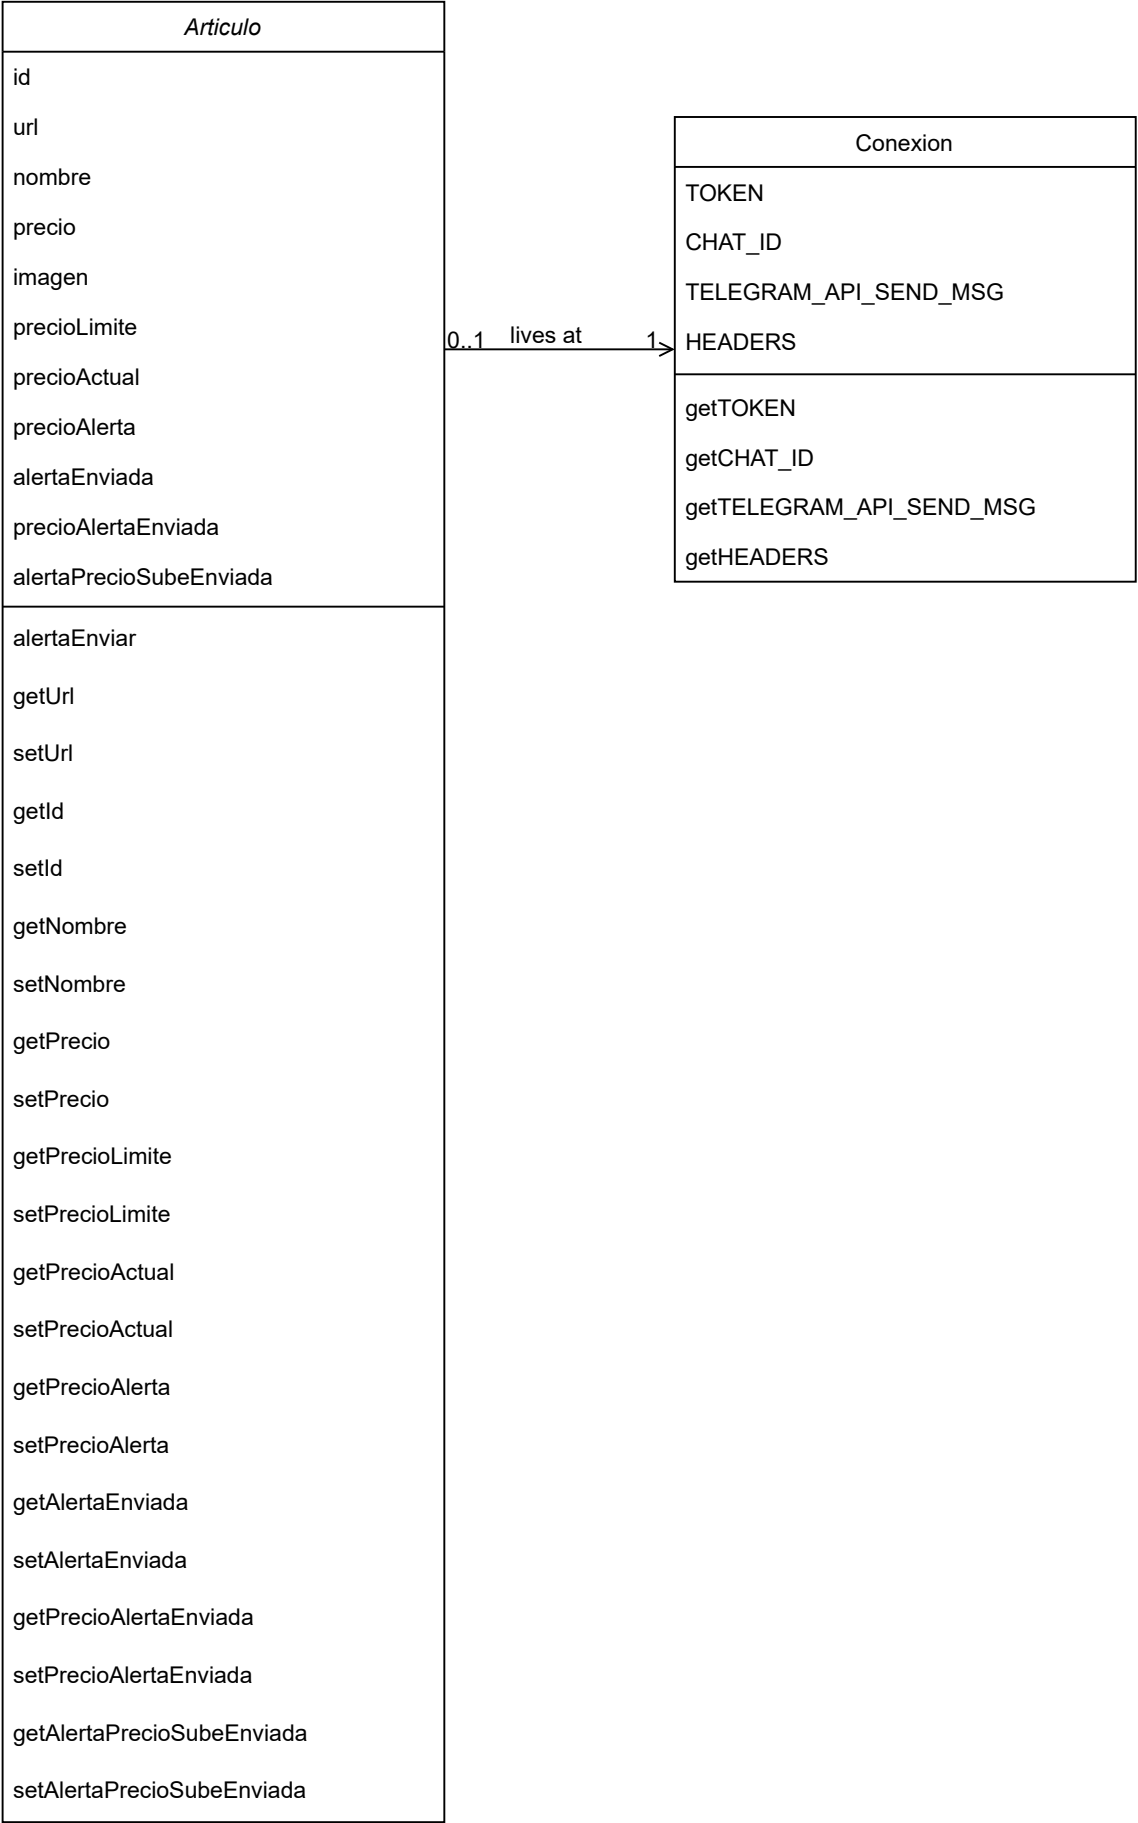 Articulo
id
url
nombre
precio
imagen
precioLimite
precioActual
precioAlerta
alertaEnviada
precioAlertaEnviada
alertaPrecioSubeEnviada
alertaEnviar
getUrl
setUrl
getId
setId
getNombre
setNombre
getPrecio
setPrecio
getPrecioLimite
setPrecioLimite
getPrecioActual
setPrecioActual
getPrecioAlerta
setPrecioAlerta
getAlertaEnviada
setAlertaEnviada
getPrecioAlertaEnviada
setPrecioAlertaEnviada
getAlertaPrecioSubeEnviada
setAlertaPrecioSubeEnviada
0..1 lives at 1
Conexion
TOKEN
CHAT_ID
TELEGRAM_API_SEND_MSG
HEADERS
getTOKEN
getCHAT_ID
getTELEGRAM_API_SEND_MSG
getHEADERS